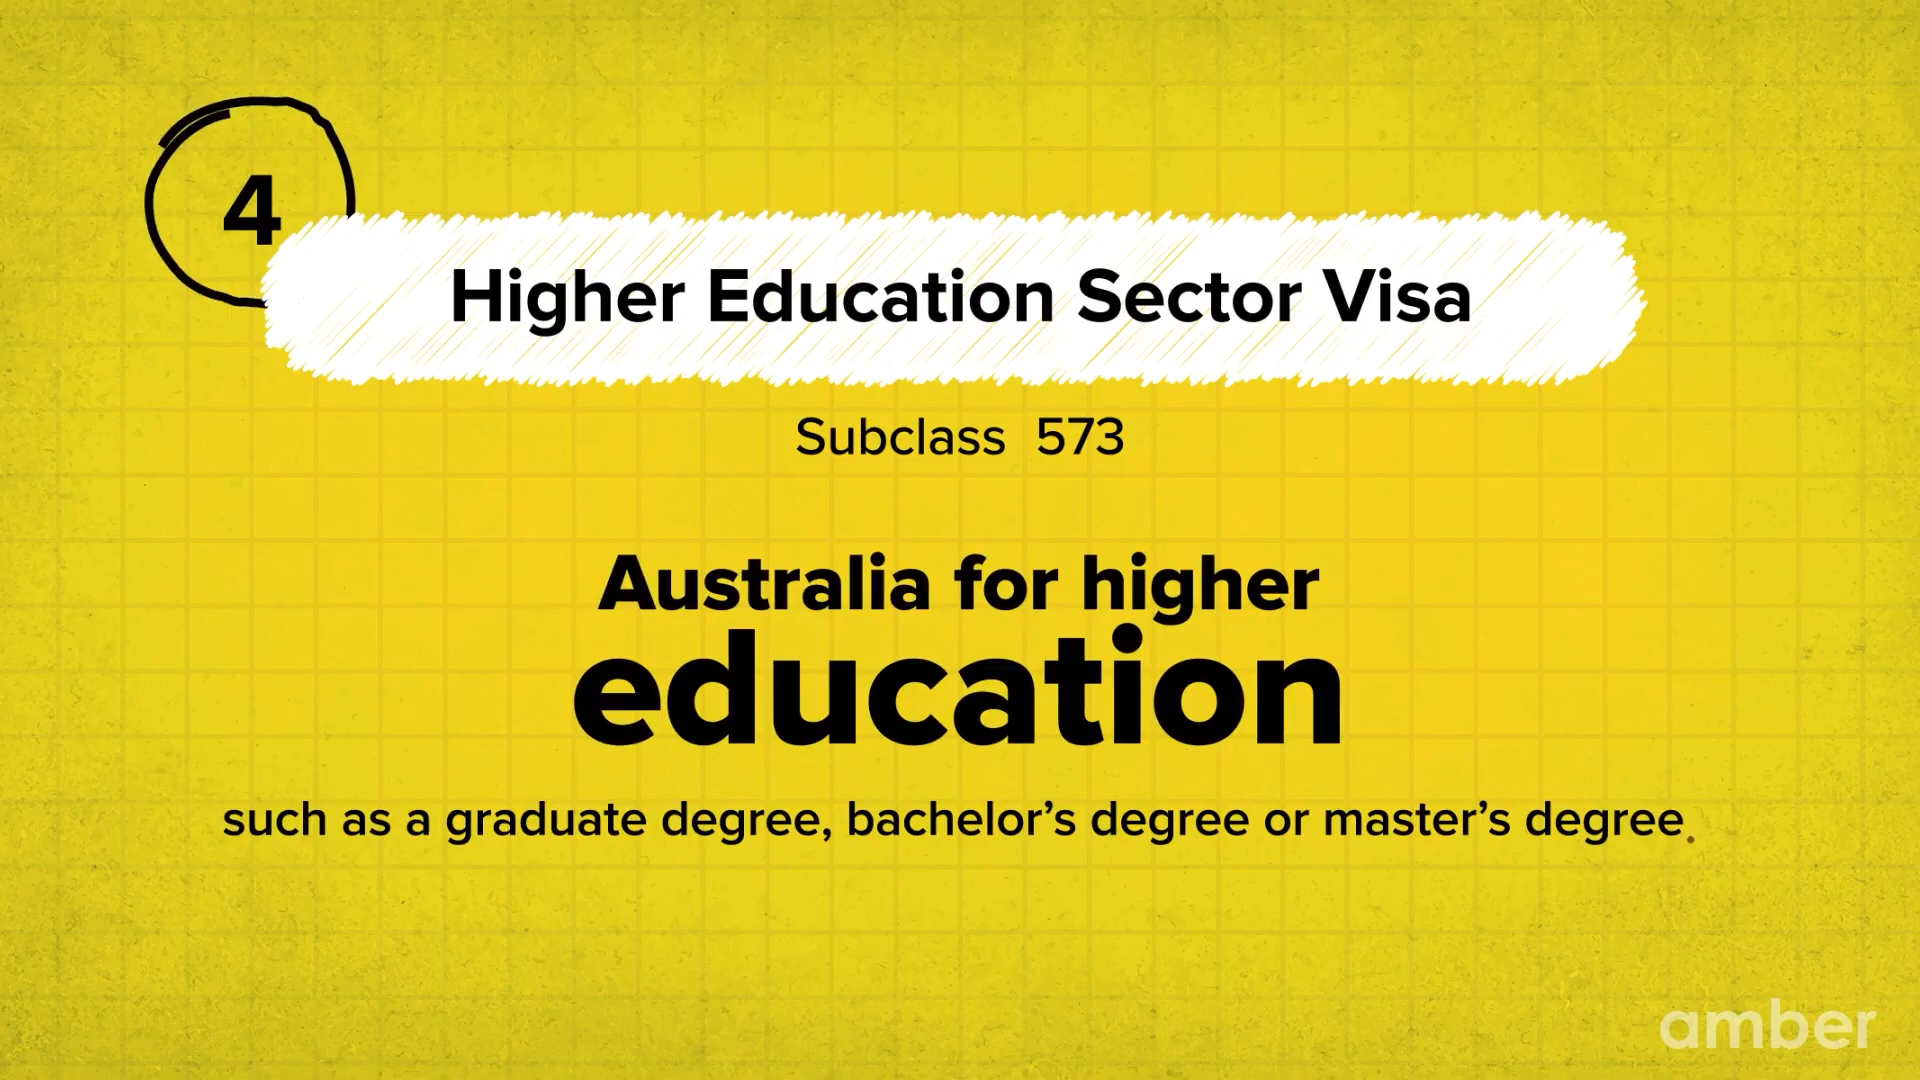 4
Higher Education Sector Visa
Subclass 573
Australia for higher
education
such as a graduate degree, bachelor’s degree or master’s degree.
amber